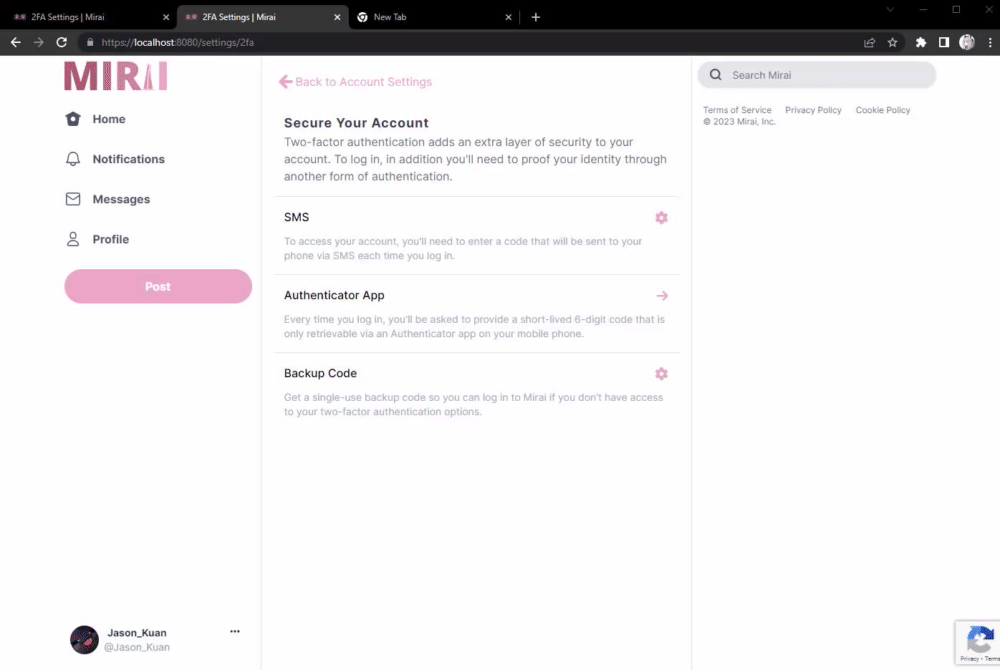 2FA Settings | Mirai
2FA Settings | Mirai
New Tab
https://localhost:8080/settings/2fa
MIRAI
Home
Notifications
Messages
Profile
Post
Jason_Kuan
@Jason_Kuan
Back to Account Settings
Secure Your Account
Two-factor authentication adds an extra layer of security to your
account. To log in, in addition you'll need to proof your identity through
another form of authentication.
SMS
To access your account, you'll need to enter a code that will be sent to your
phone via SMS each time you log in.
Authenticator App
Every time you log in, you'll be asked to provide a short-lived 6-digit code that is
only retrievable via an Authenticator app on your mobile phone.
Backup Code
Get a single-use backup code so you can log in to Mirai if you don't have access
to your two-factor authentication options.
Search Mirai
Terms of Service Privacy Policy Cookie Policy
© 2023 Mirai, Inc.
Privacy - Terms